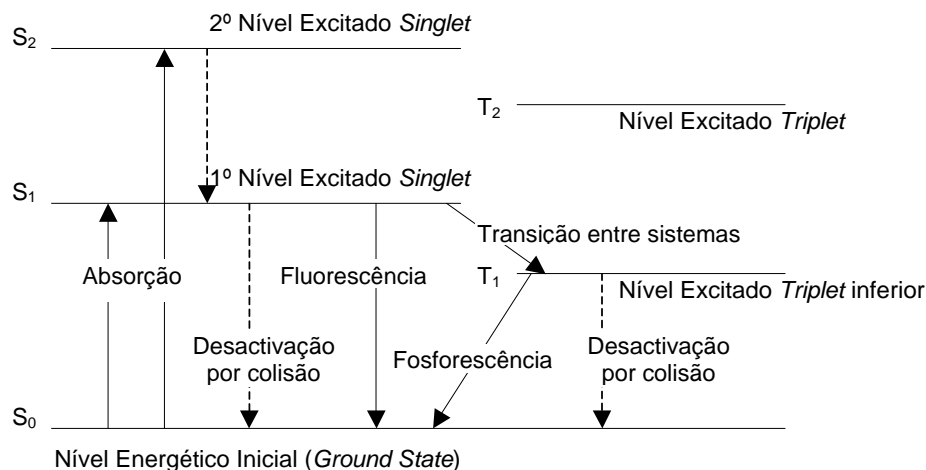 S2
2º Nível Excitado Singlet
T2
Nível Excitado Triplet
S1
1º Nível Excitado Singlet
Transição entre sistemas
Absorção
Fluorescência
T1
Nível Excitado Triplet inferior
Desactivação
por colisão
Fosforescência
Desactivação
por colisão
S0
Nível Energético Inicial (Ground State)